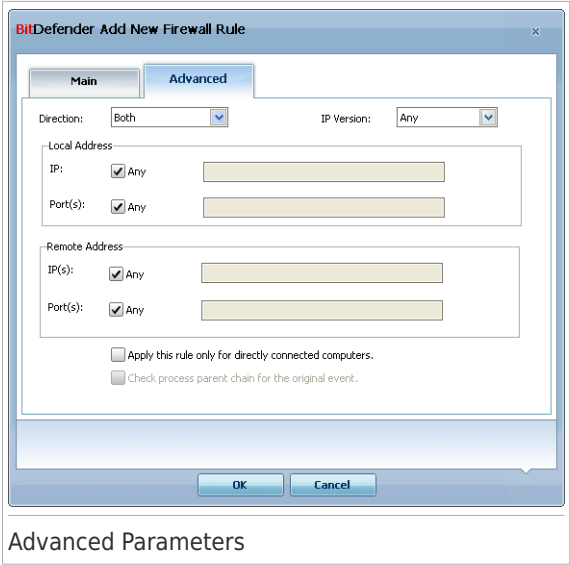 BitDefender Add New Firewall Rule
Main
Advanced
Direction: Both IP Version: Any
Local Address
IP: Any
Port(s): Any
Remote Address
IP(s): Any
Port(s): Any
Apply this rule only for directly connected computers.
Check process parent chain for the original event.
OK Cancel
Advanced Parameters